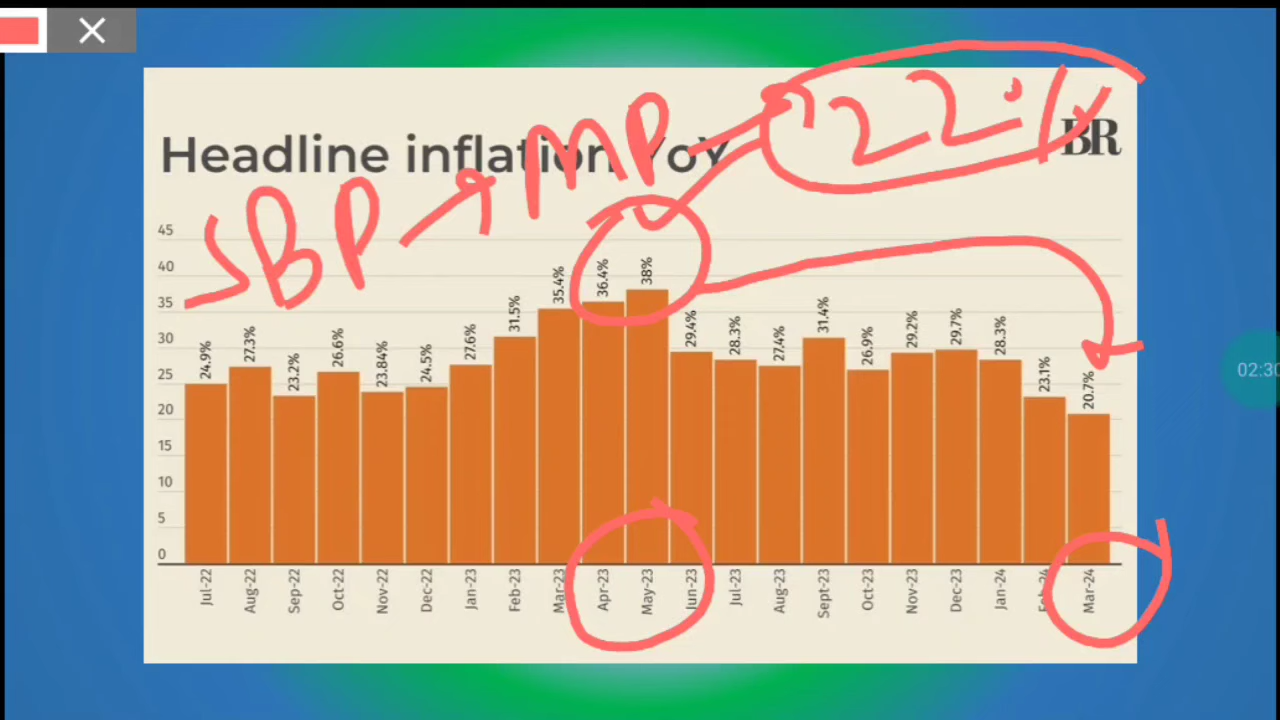 22%
Headline inflation YoY
BR
SBP → MP
45
40
35
30
25
20
15
10
5
0
24.9%
27.3%
23.2%
26.6%
23.84%
24.5%
27.6%
31.5%
35.4%
36.4%
38%
29.4%
28.3%
27.4%
31.4%
26.9%
29.2%
29.7%
28.3%
23.1%
20.7%
Jul-22
Aug-22
Sep-22
Oct-22
Nov-22
Dec-22
Jan-23
Feb-23
Mar-23
Apr-23
May-23
Jun-23
Jul-23
Aug-23
Sept-23
Oct-23
Nov-23
Dec-23
Jan-24
Feb-24
Mar-24
02:30